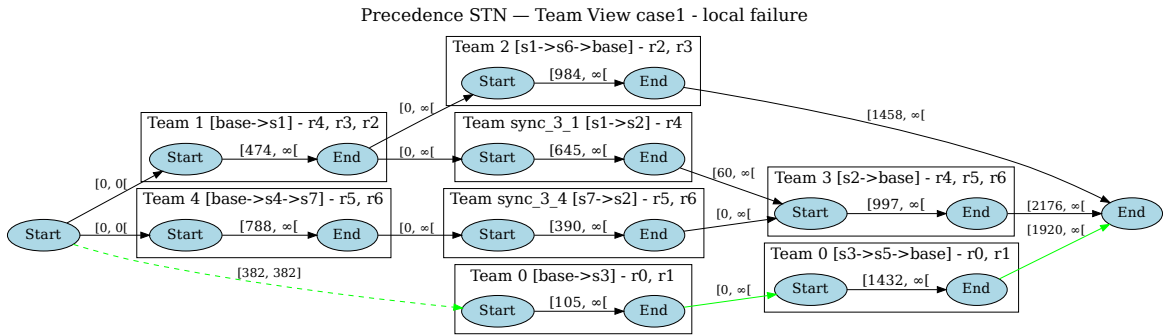 Precedence STN — Team View case1 - local failure
Team 2 [s1->s6->base] - r2, r3
Start
[984, ∞[
End
[0, ∞[
[1458, ∞[
Team 1 [base->s1] - r4, r3, r2
Start
[474, ∞[
End
[0, ∞[
Team sync_3_1 [s1->s2] - r4
Start
[645, ∞[
End
[60, ∞[
[0, 0[
Team 4 [base->s4->s7] - r5, r6
Start
[788, ∞[
End
[0, ∞[
Team sync_3_4 [s7->s2] - r5, r6
Start
[390, ∞[
End
[0, ∞[
Team 3 [s2->base] - r4, r5, r6
Start
[997, ∞[
End
[2176, ∞[
End
Start
[0, 0[
[382, 382]
Team 0 [base->s3] - r0, r1
Start
[105, ∞[
End
[0, ∞[
Team 0 [s3->s5->base] - r0, r1
Start
[1432, ∞[
End
[1920, ∞[